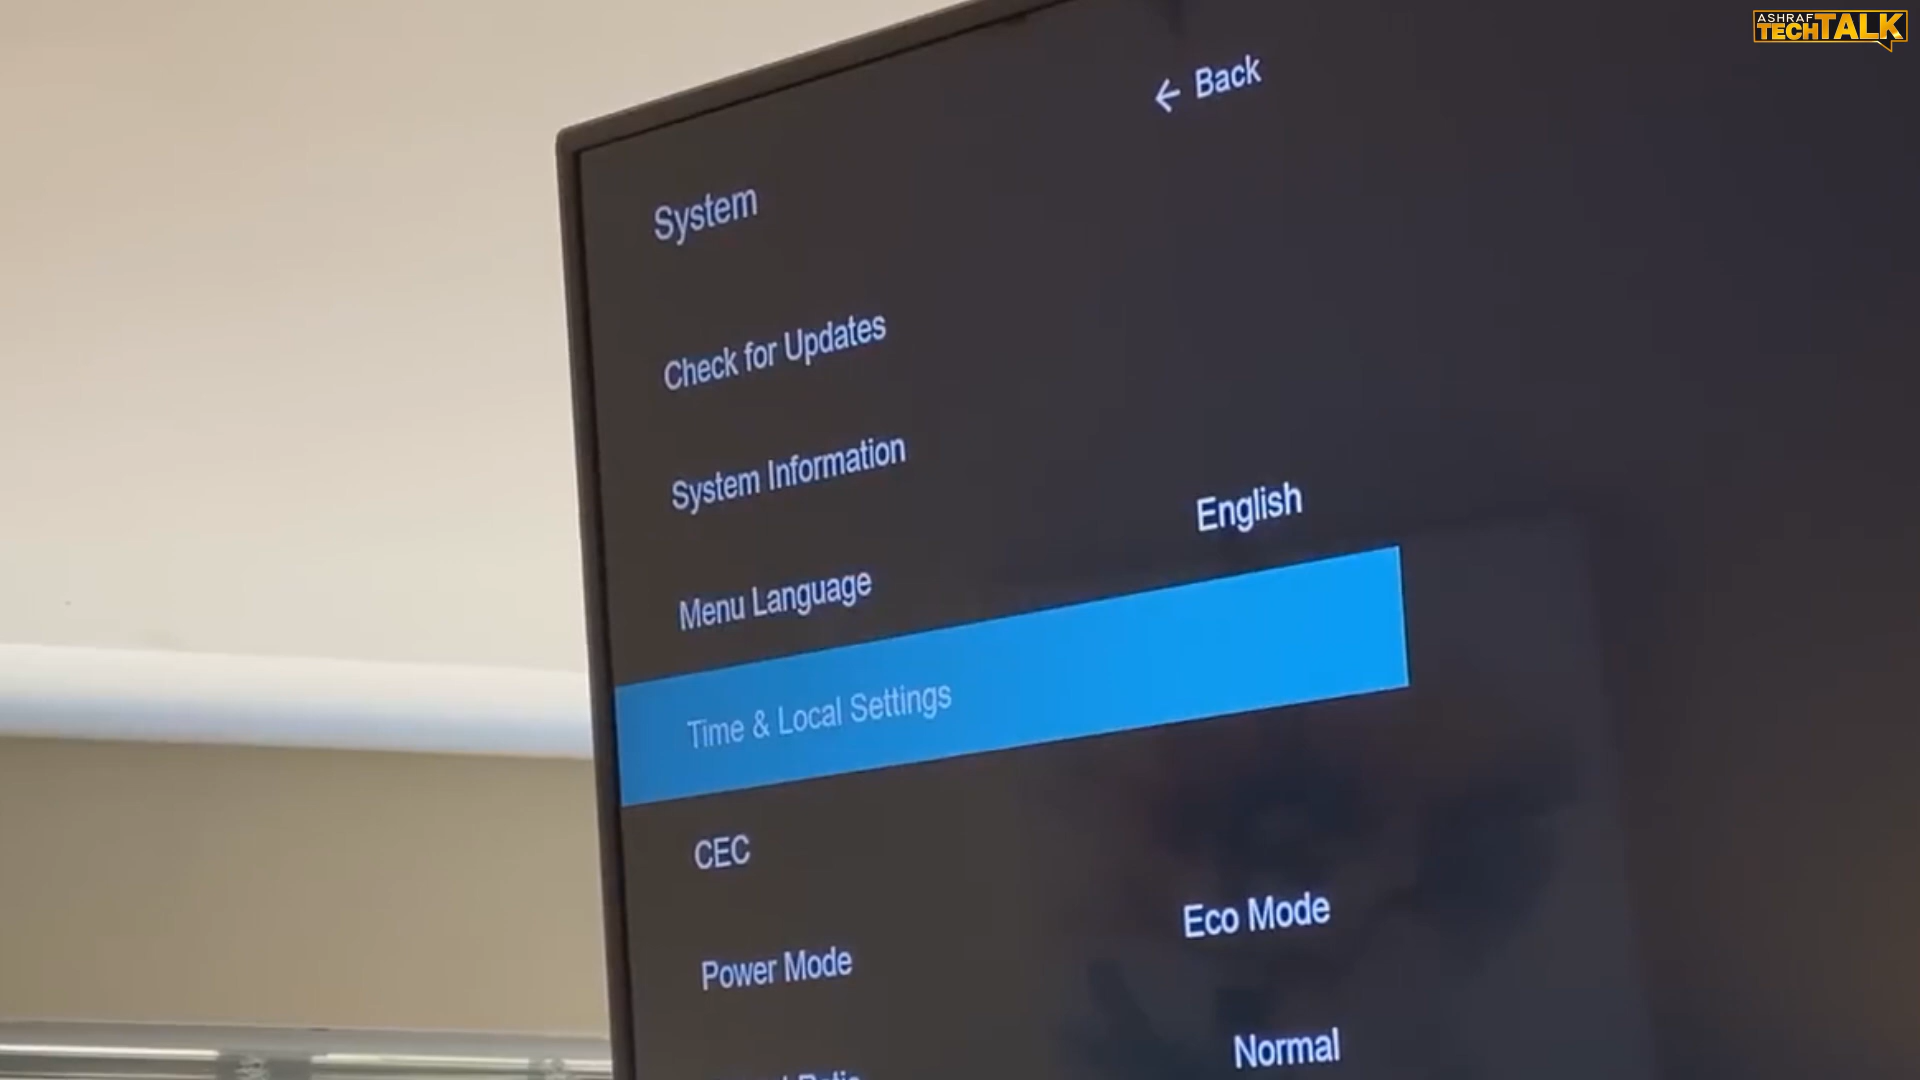 ASHRAF
TECHTALK
← Back
System
Check for Updates
System Information
Menu Language English
Time & Local Settings
CEC
Power Mode Eco Mode
Normal